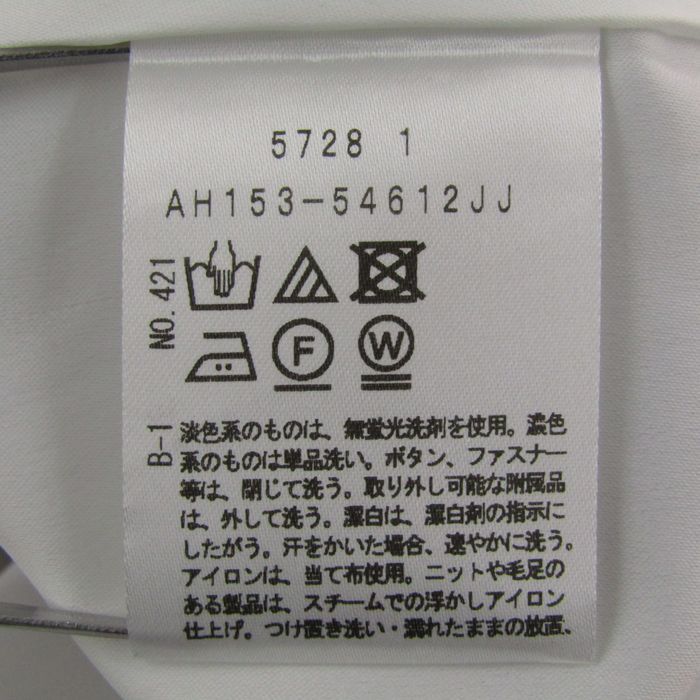 5728 1
AH153-54612JJ
NO.421
F
W
B-1
淡色系のものは、無蛍光洗剤を使用。濃色
系のものは単品洗い。ボタン、ファスナー
等は、閉じて洗う。取り外し可能な附属品
は、外して洗う。漂白は、漂白剤の指示に
したがう。汗をかいた場合、速やかに洗う。
アイロンは、当て布使用。ニットや毛足の
ある製品は、スチームでの浮かしアイロン
仕上げ。つけ置き洗い・濡れたままの放置、